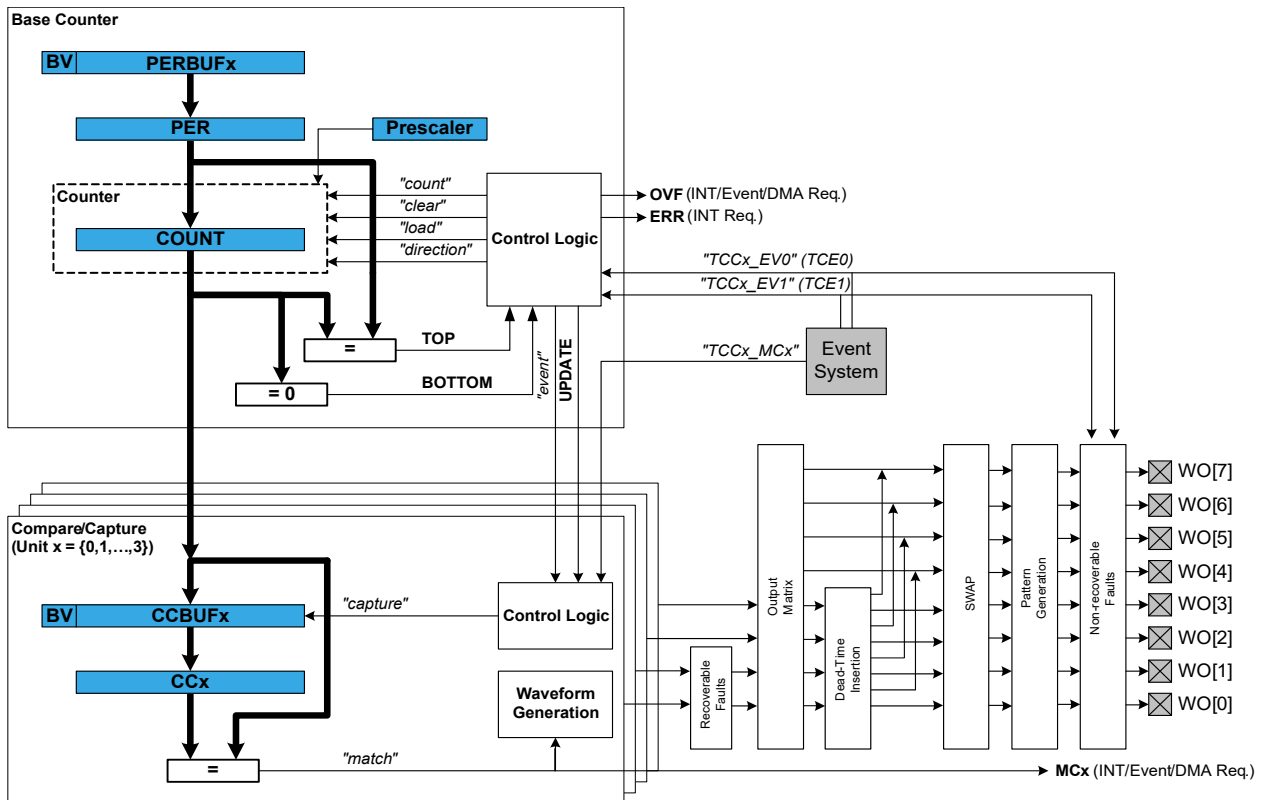 Base Counter
BV
PERBUFx
PER
Prescaler
Counter
COUNT
"count"
"clear"
"load"
"direction"
Control Logic
OVF (INT/Event/DMA Req.)
ERR (INT Req.)
"TCCx_EV0" (TCE0)
"TCCx_EV1" (TCE1)
"TCCx_MCx"
Event
System
=
TOP
= 0
BOTTOM
"event"
UPDATE
Compare/Capture
(Unit x = {0,1,...,3})
BV
CCBUFx
CCx
"capture"
Control Logic
Waveform
Generation
=
"match"
Recoverable
Faults
Output
Matrix
Dead-Time
Insertion
SWAP
Pattern
Generation
Non-recoverable
Faults
WO[7]
WO[6]
WO[5]
WO[4]
WO[3]
WO[2]
WO[1]
WO[0]
MCx (INT/Event/DMA Req.)